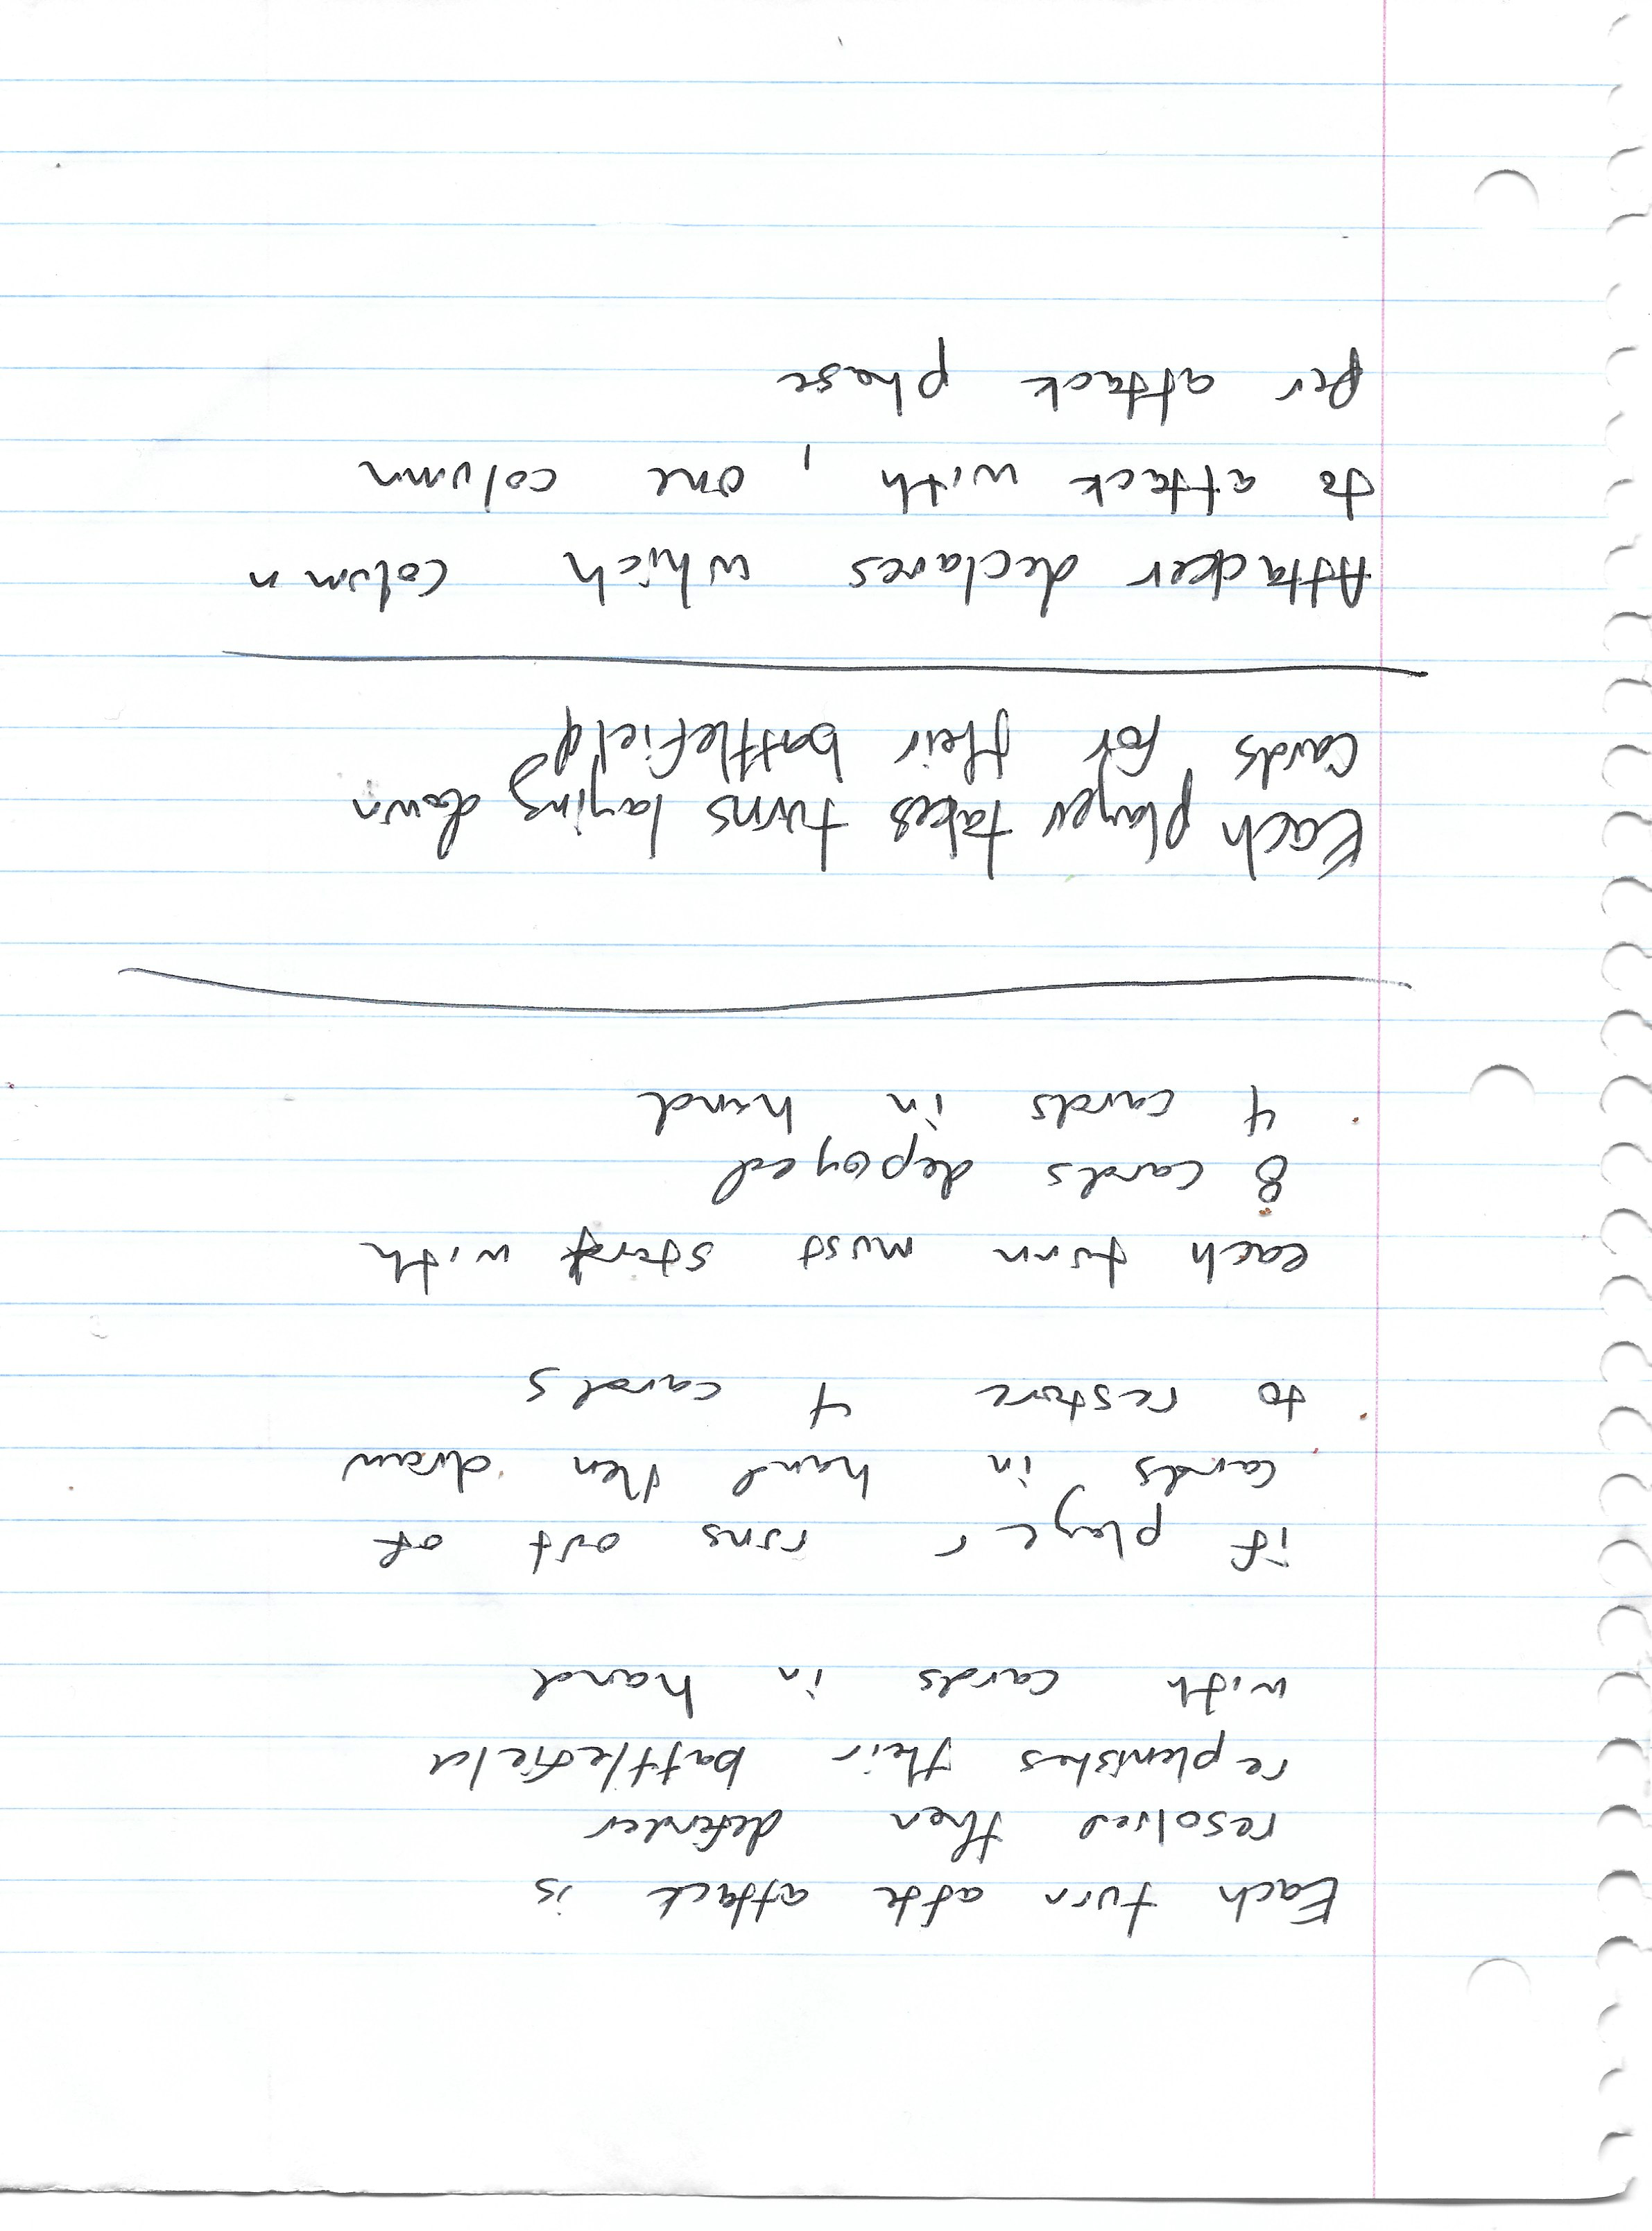 Each turn afte attack is
resolved then defender
replenishes their battlefield
with cards in hand
if player runs out of
cards in hand then draw
to restore 4 cards
each turn must start with
8 cards deployed
4 cards in hand
Each player takes turns laying down
cards for their battlefield
Attacker declares which column
to attack with, one column
per attack phase